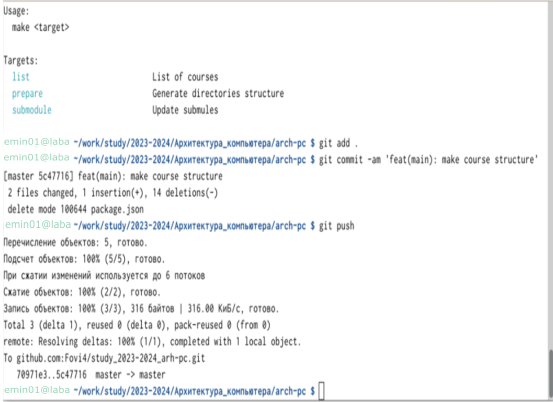 Usage:
make <target>
Targets:
list List of courses
prepare Generate directories structure
submodule Update submules
emin01@laba ~/work/study/2023-2024/Архитектура_компьютера/arch-pc $ git add .
emin01@laba ~/work/study/2023-2024/Архитектура_компьютера/arch-pc $ git commit -am 'feat(main): make course structure'
[master 5c47716] feat(main): make course structure
2 files changed, 1 insertion(+), 14 deletions(-)
delete mode 100644 package.json
emin01@laba ~/work/study/2023-2024/Архитектура_компьютера/arch-pc $ git push
Перечисление объектов: 5, готово.
Подсчет объектов: 100% (5/5), готово.
При сжатии изменений используется до 6 потоков
Сжатие объектов: 100% (2/2), готово.
Запись объектов: 100% (3/3), 316 байтов | 316.00 КиБ/с, готово.
Total 3 (delta 1), reused 0 (delta 0), pack-reused 0 (from 0)
remote: Resolving deltas: 100% (1/1), completed with 1 local object.
To github.com:Fovi4/study_2023-2024_arh-pc.git
70971e3..5c47716 master -> master
emin01@laba ~/work/study/2023-2024/Архитектура_компьютера/arch-pc $